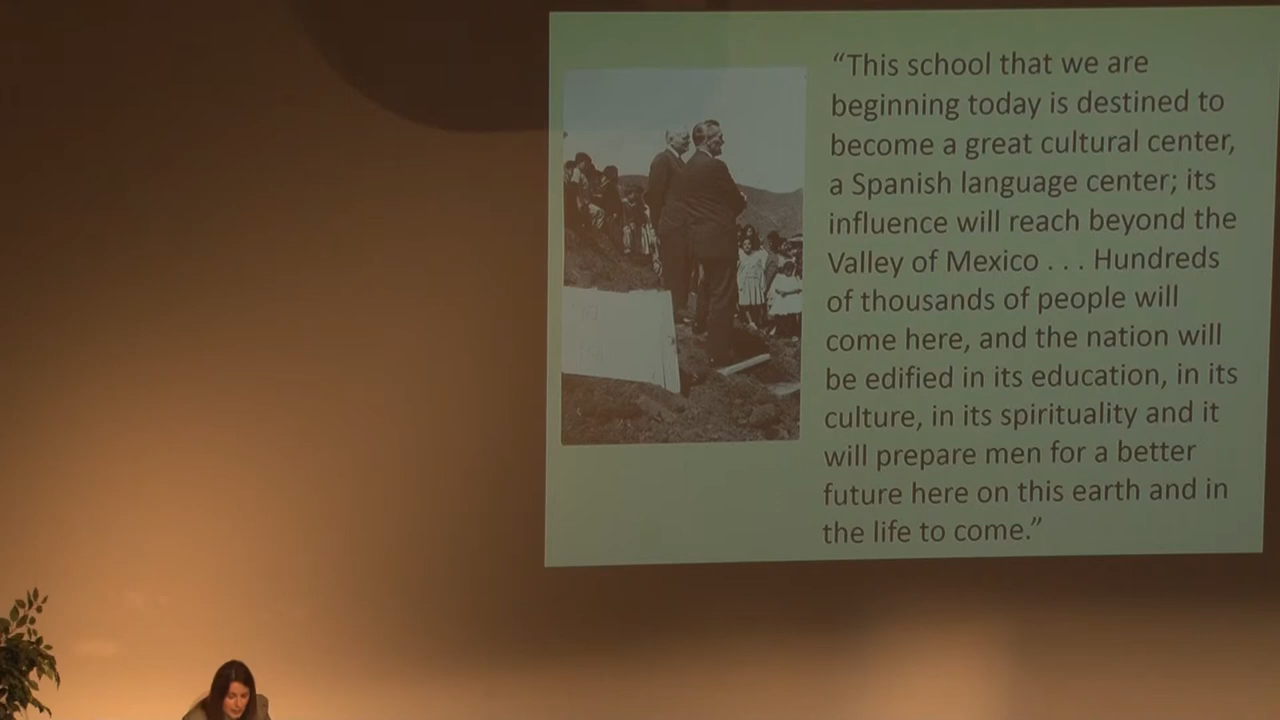 “This school that we are
beginning today is destined to
become a great cultural center,
a Spanish language center; its
influence will reach beyond the
Valley of Mexico . . . Hundreds
of thousands of people will
come here, and the nation will
be edified in its education, in its
culture, in its spirituality and it
will prepare men for a better
future here on this earth and in
the life to come.”